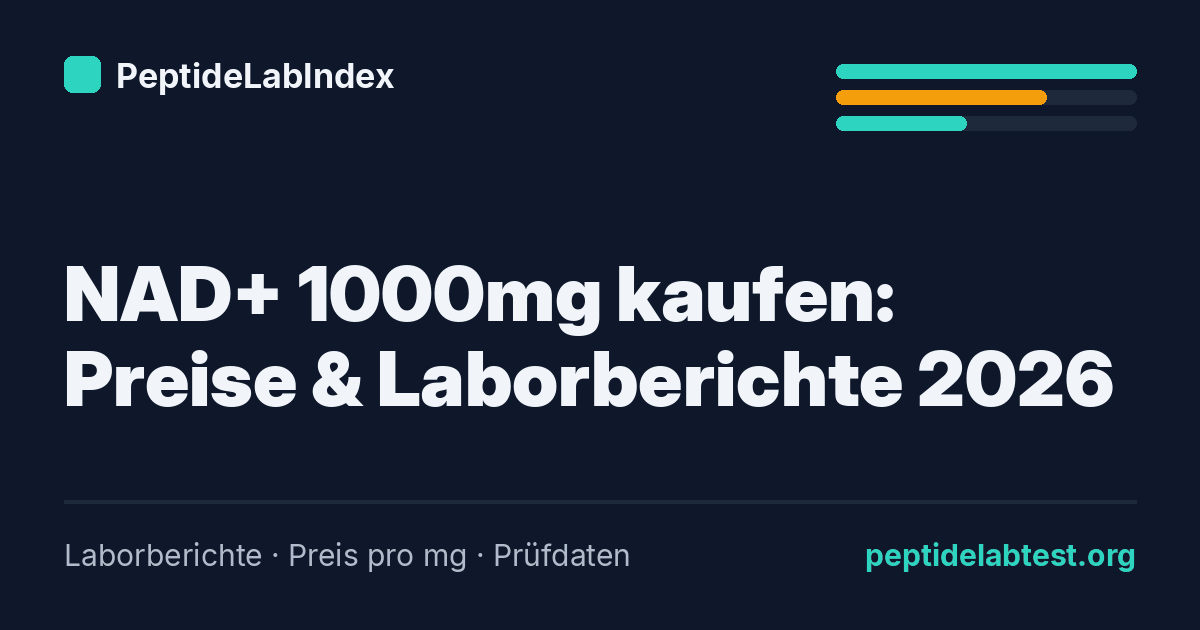 PeptideLabIndex
NAD+ 1000mg kaufen:
Preise & Laborberichte 2026
Laborberichte · Preis pro mg · Prüfdaten
peptidelabtest.org